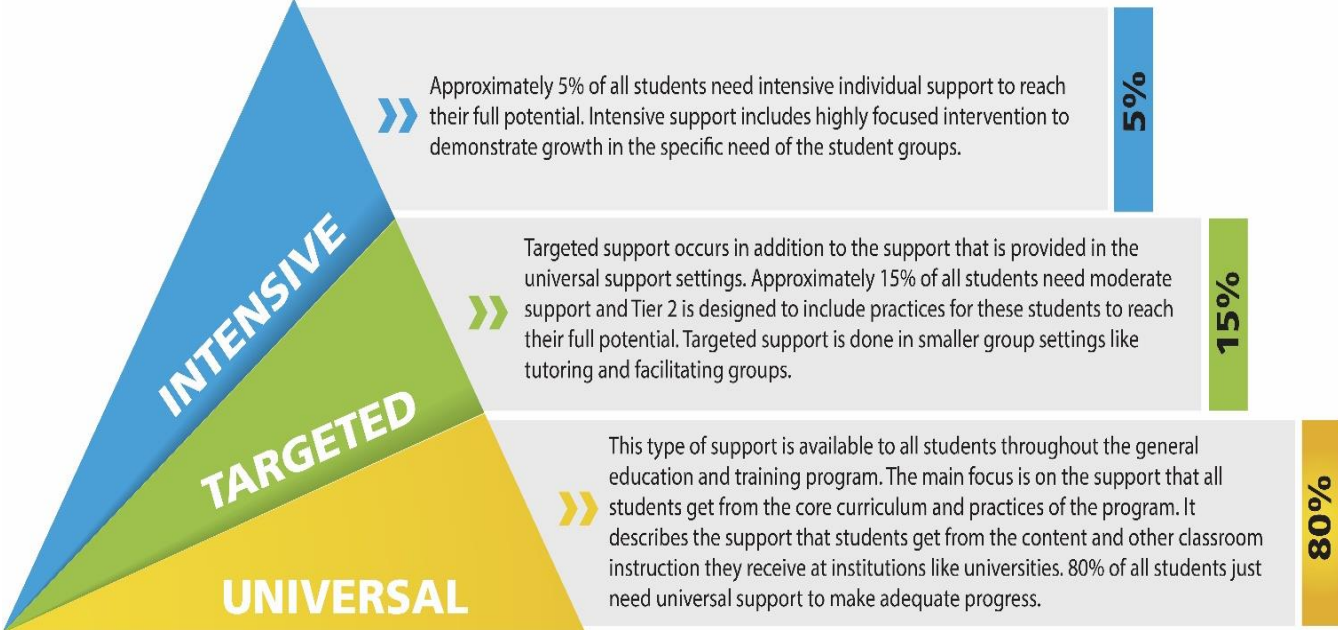 Approximately 5% of all students need intensive individual support to reach
their full potential. Intensive support includes highly focused intervention to
demonstrate growth in the specific need of the student groups.
5%
INTENSIVE
Targeted support occurs in addition to the support that is provided in the
universal support settings. Approximately 15% of all students need moderate
support and Tier 2 is designed to include practices for these students to reach
their full potential. Targeted support is done in smaller group settings like
tutoring and facilitating groups.
15%
TARGETED
This type of support is available to all students throughout the general
education and training program. The main focus is on the support that all
students get from the core curriculum and practices of the program. It
describes the support that students get from the content and other classroom
instruction they receive at institutions like universities. 80% of all students just
need universal support to make adequate progress.
80%
UNIVERSAL